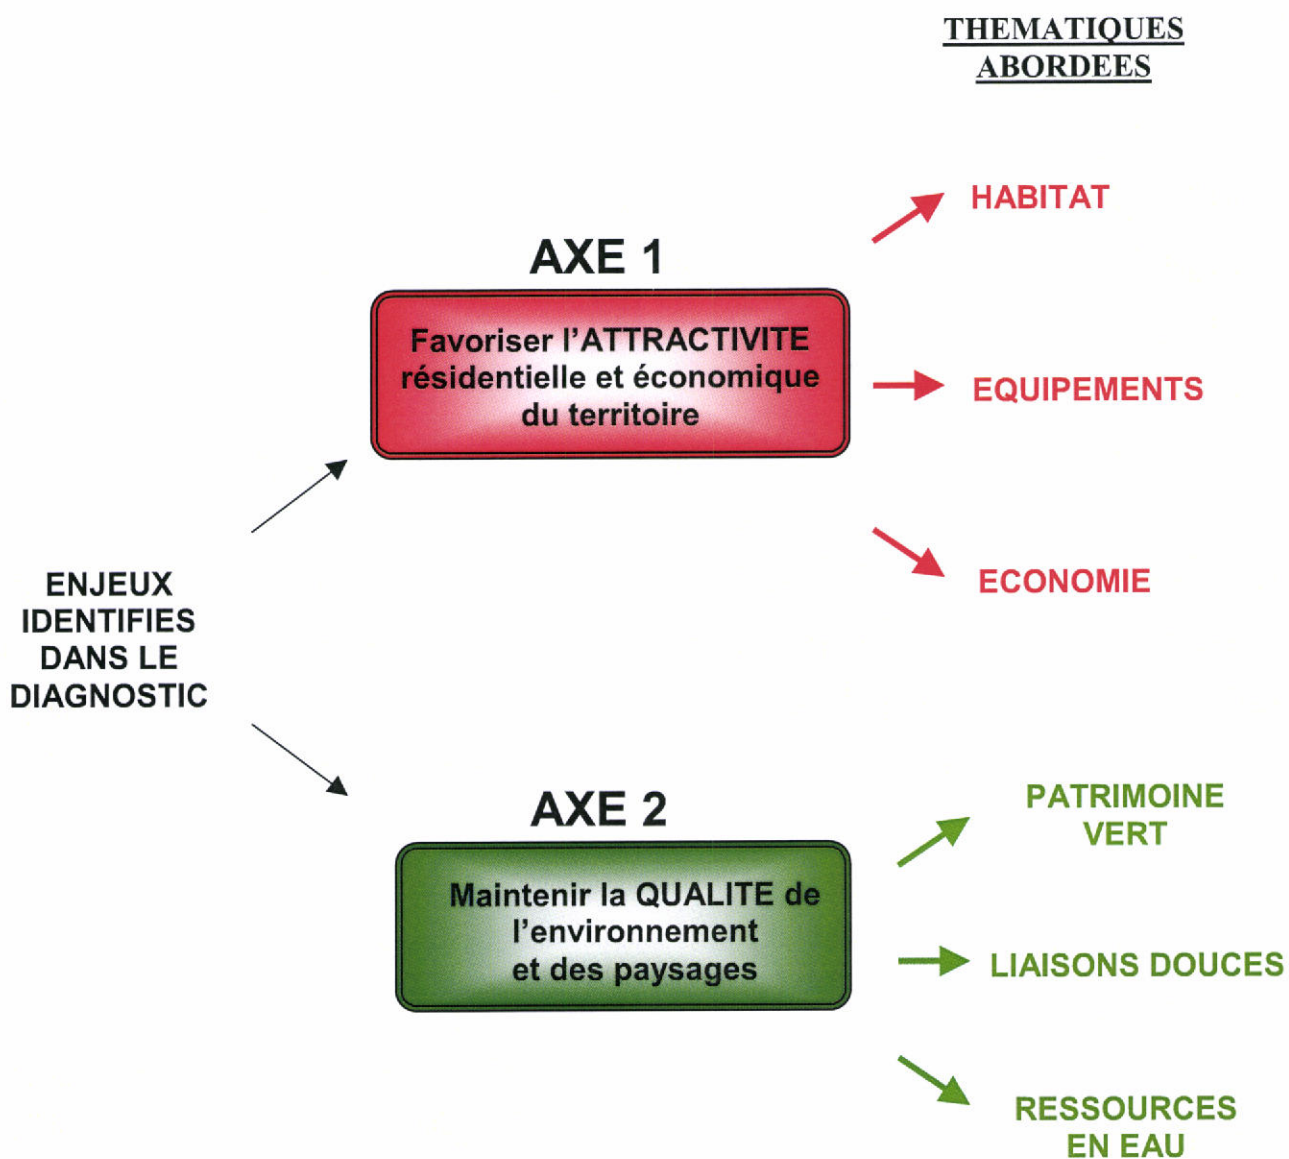 THEMATIQUES
ABORDEES
HABITAT
AXE 1
Favoriser l'ATTRACTIVITE
résidentielle et économique
du territoire
EQUIPEMENTS
ECONOMIE
ENJEUX
IDENTIFIES
DANS LE
DIAGNOSTIC
AXE 2
Maintenir la QUALITE de
l'environnement
et des paysages
PATRIMOINE
VERT
LIAISONS DOUCES
RESSOURCES
EN EAU